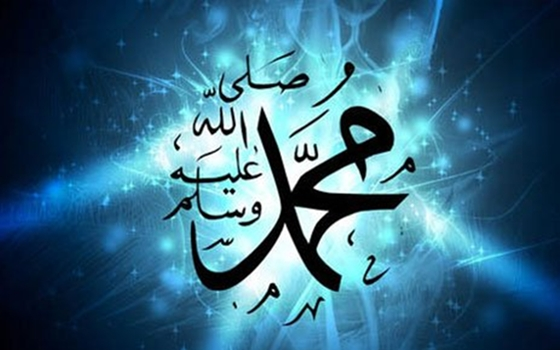 محمد
صلى
الله
عليه
وسلم